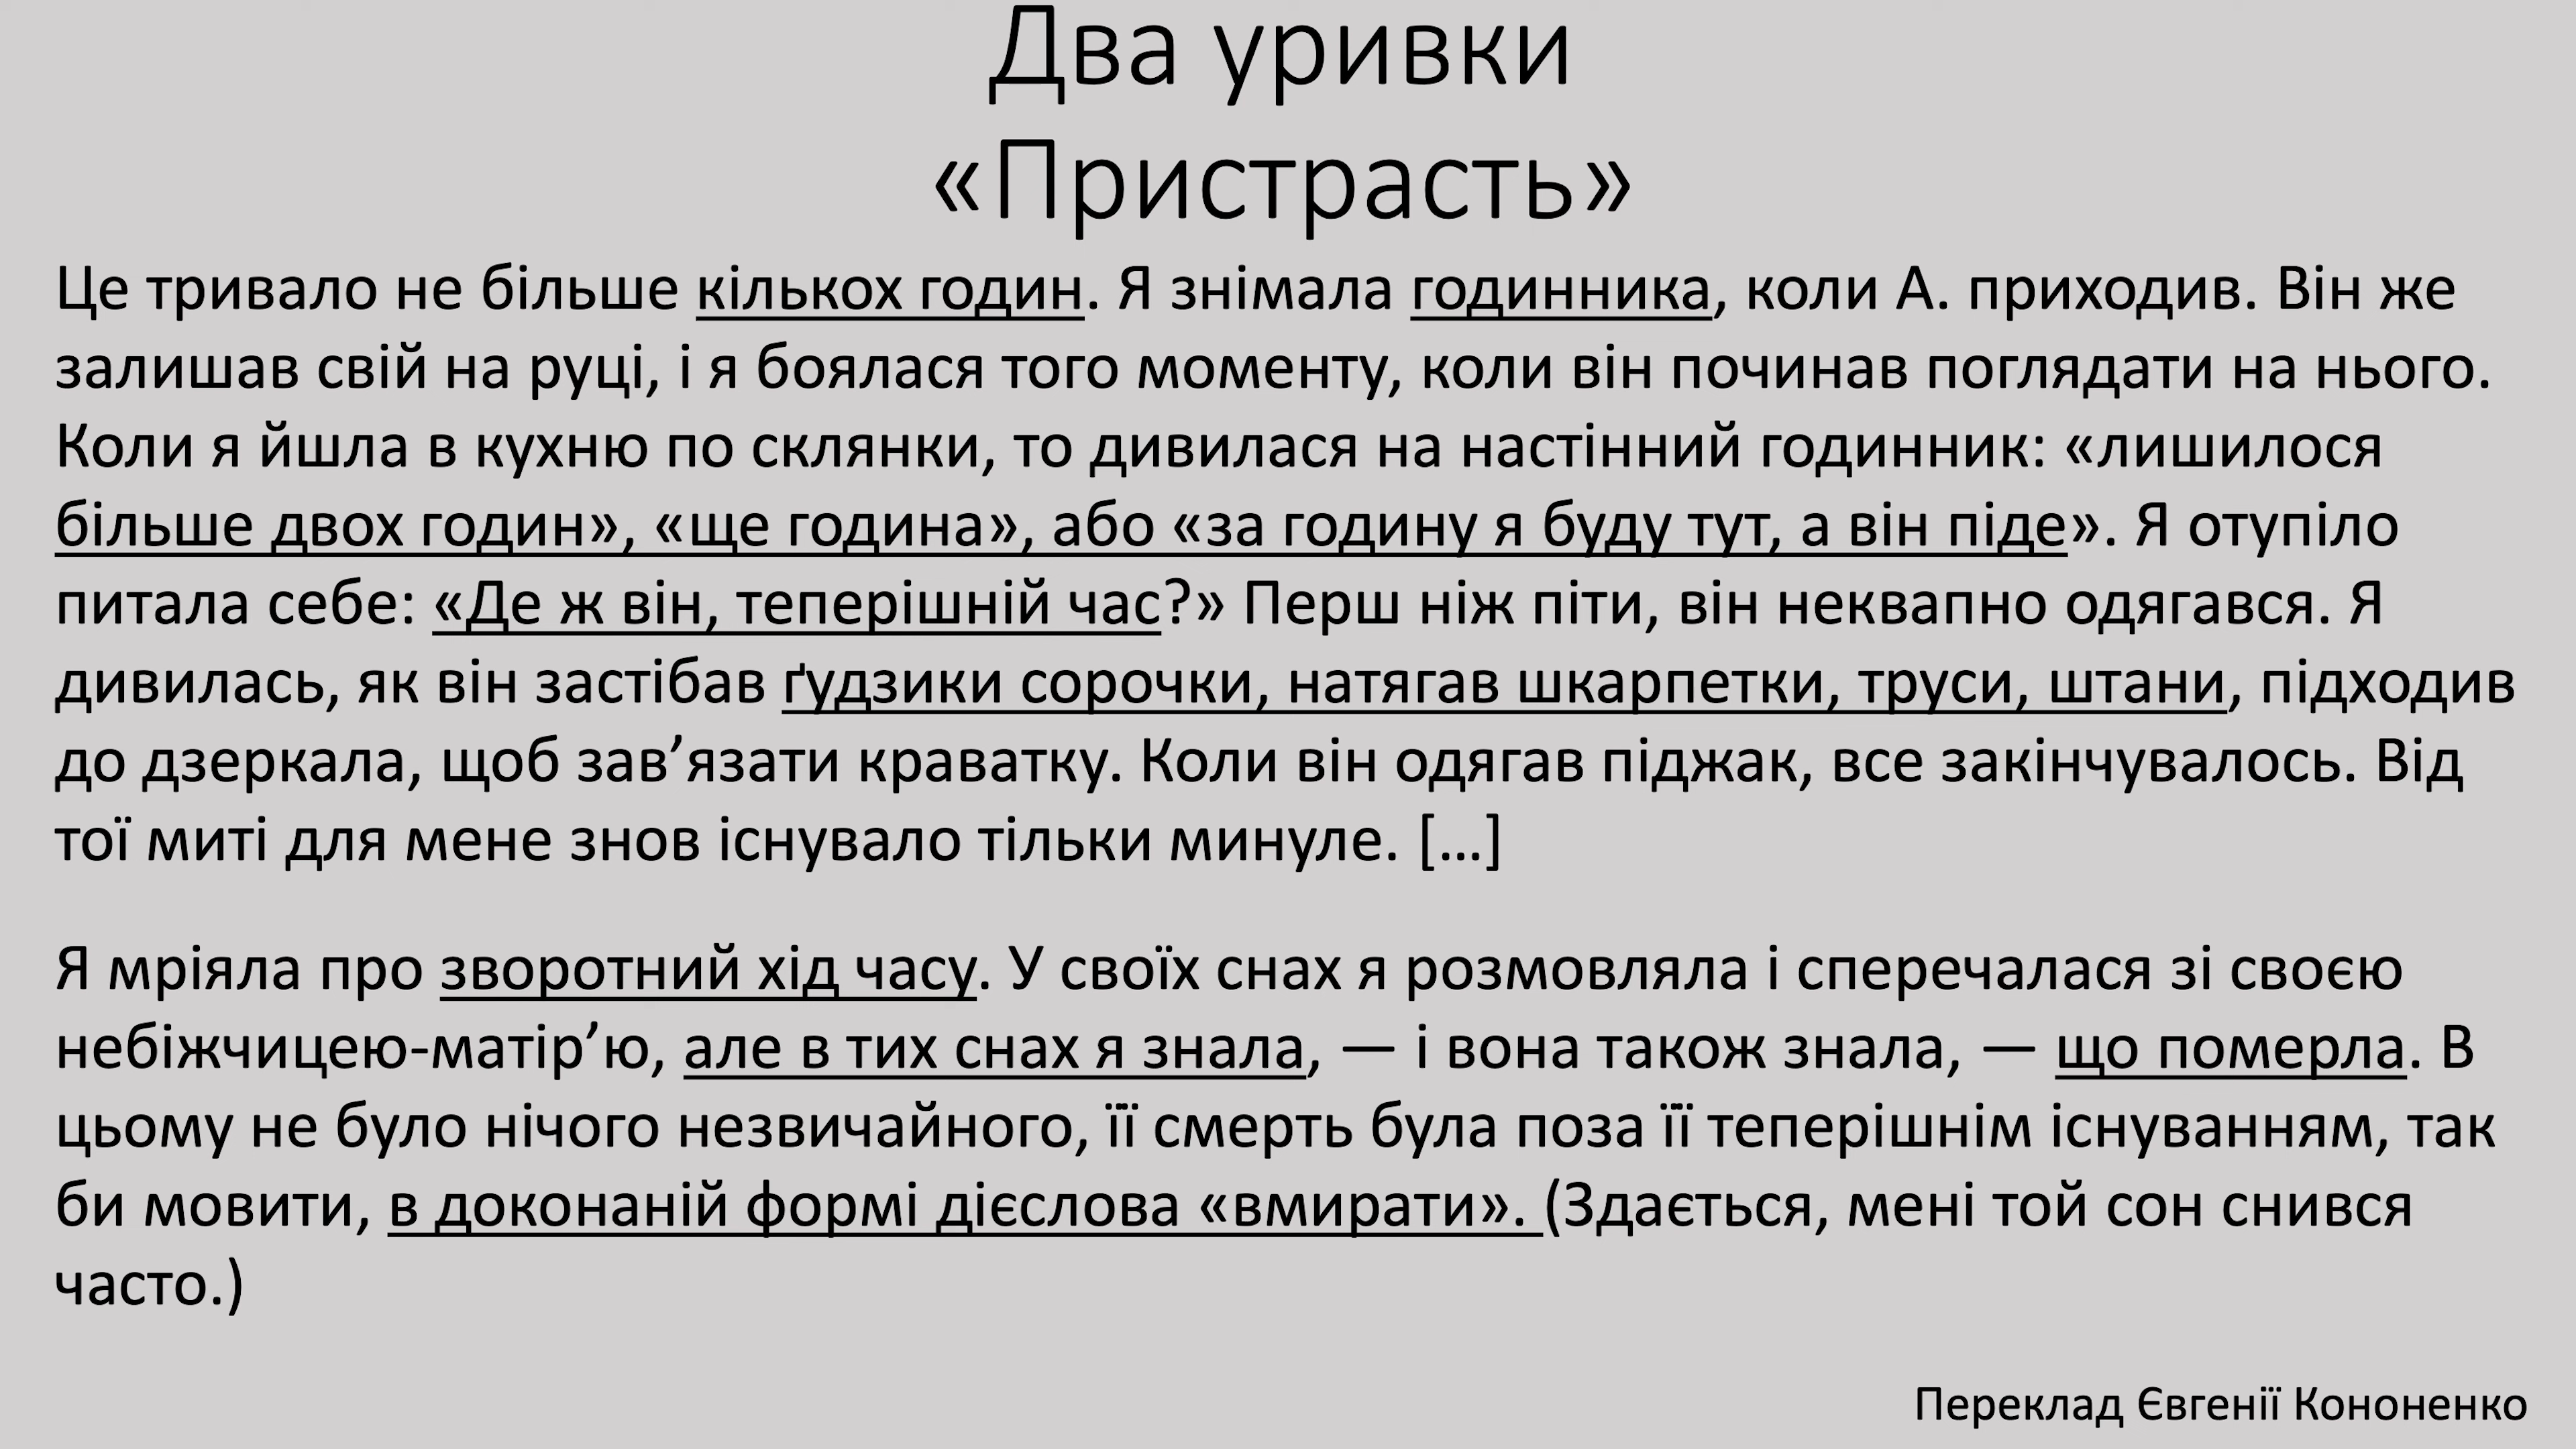 Два уривки
«Пристрасть»
Це тривало не більше кількох годин. Я знімала годинника, коли А. приходив. Він же
залишав свій на руці, і я боялася того моменту, коли він починав поглядати на нього.
Коли я йшла в кухню по склянки, то дивилася на настінний годинник: «лишилося
більше двох годин», «ще година», або «за годину я буду тут, а він піде». Я отупіло
питала себе: «Де ж він, теперішній час?» Перш ніж піти, він неквапно одягався. Я
дивилась, як він застібав ґудзики сорочки, натягав шкарпетки, труси, штани, підходив
до дзеркала, щоб зав’язати краватку. Коли він одягав піджак, все закінчувалось. Від
тої миті для мене знов існувало тільки минуле. […]
Я мріяла про зворотний хід часу. У своїх снах я розмовляла і сперечалася зі своєю
небіжчицею-матір’ю, але в тих снах я знала, — і вона також знала, — що померла. В
цьому не було нічого незвичайного, її смерть була поза її теперішнім існуванням, так
би мовити, в доконаній формі дієслова «вмирати». (Здається, мені той сон снився
часто.)
Переклад Євгенії Кононенко